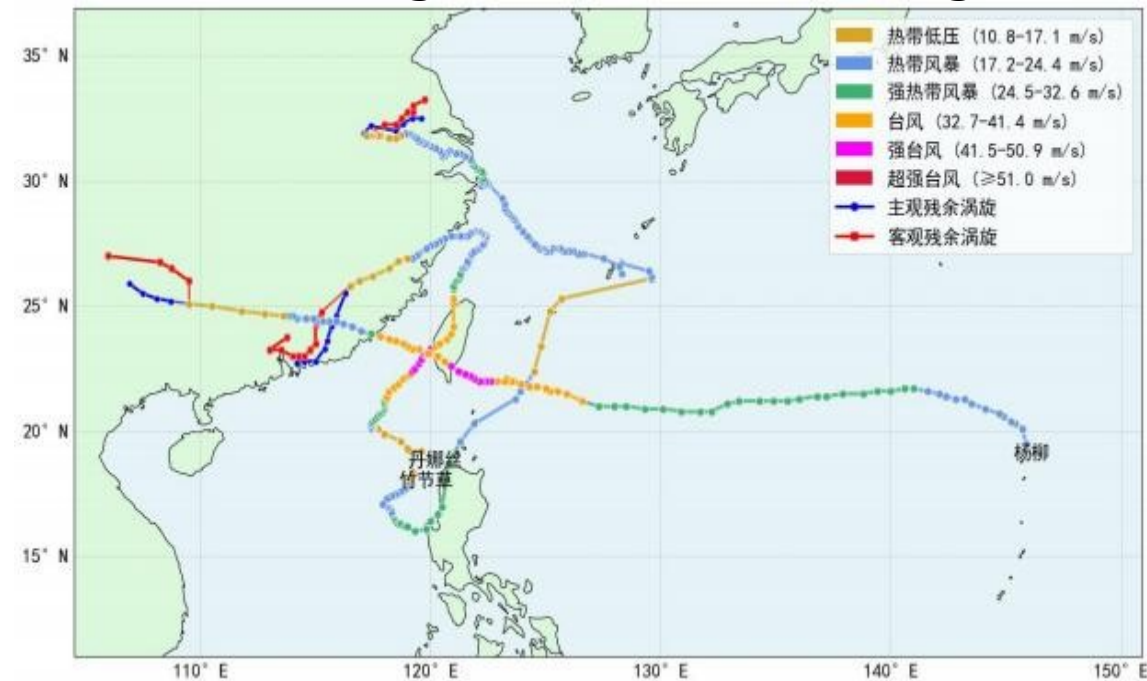 35° N
30° N
25° N
20° N
15° N
热带低压 (10.8-17.1 m/s)
热带风暴 (17.2-24.4 m/s)
强热带风暴 (24.5-32.6 m/s)
台风 (32.7-41.4 m/s)
强台风 (41.5-50.9 m/s)
超强台风 (≥51.0 m/s)
主观残余涡旋
客观残余涡旋
丹娜丝
竹节草
杨柳
110° E
120° E
130° E
140° E
150° E